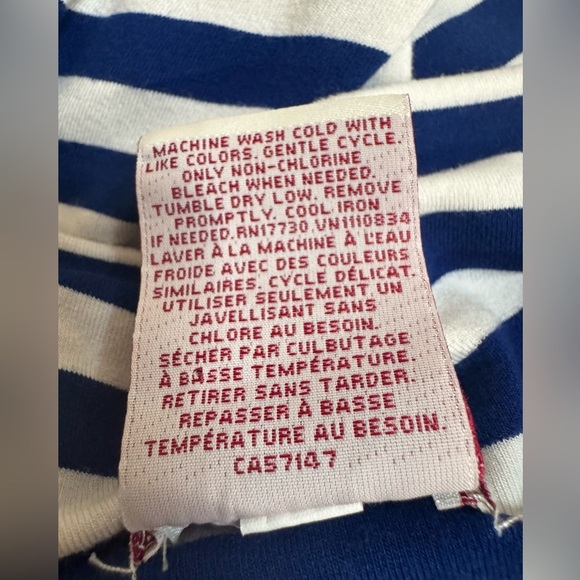 MACHINE WASH COLD WITH
LIKE COLORS. GENTLE CYCLE.
ONLY NON-CHLORINE
BLEACH WHEN NEEDED.
TUMBLE DRY LOW. REMOVE
PROMPTLY. COOL IRON
IF NEEDED.RN17730.VN1110834
LAVER À LA MACHINE À L'EAU
FROIDE AVEC DES COULEURS
SIMILAIRES. CYCLE DÉLICAT.
UTILISER SEULEMENT UN
JAVELLISANT SANS
CHLORE AU BESOIN.
SÉCHER PAR CULBUTAGE
À BASSE TEMPÉRATURE.
RETIRER SANS TARDER.
REPASSER À BASSE
TEMPÉRATURE AU BESOIN.
CA57147